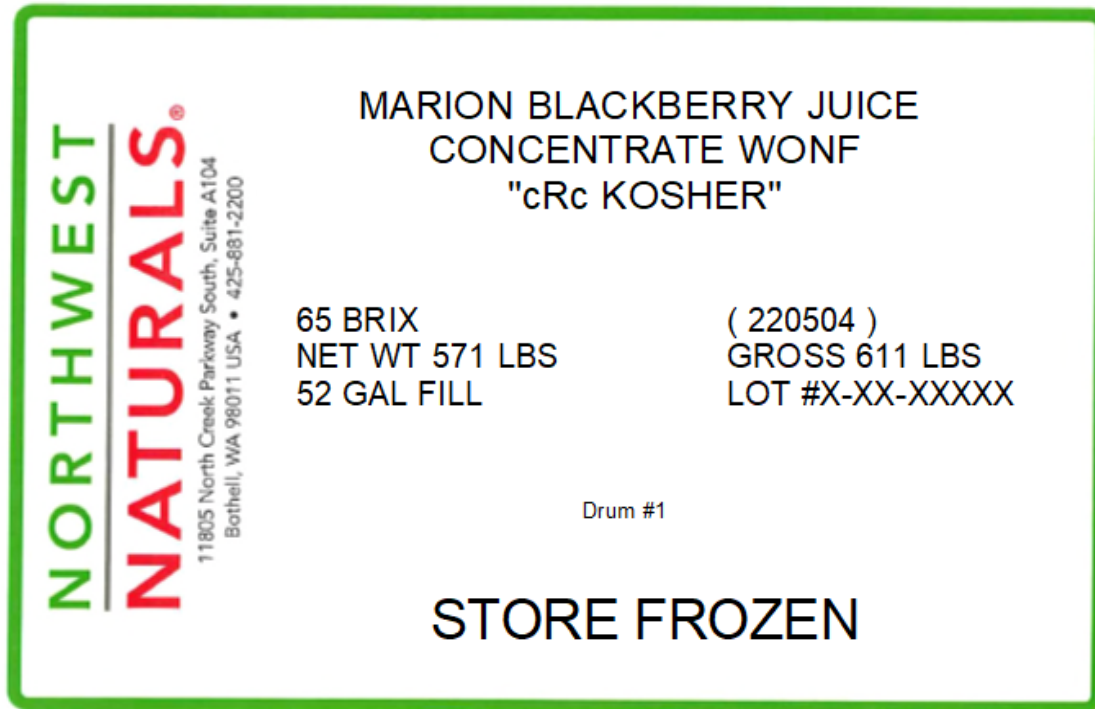 NORTHWEST
NATURALS®
11805 North Creek Parkway South, Suite A104
Bothell, WA 98011 USA • 425-881-2200
MARION BLACKBERRY JUICE
CONCENTRATE WONF
"cRc KOSHER"
65 BRIX ( 220504 )
NET WT 571 LBS GROSS 611 LBS
52 GAL FILL LOT #X-XX-XXXXX
Drum #1
STORE FROZEN